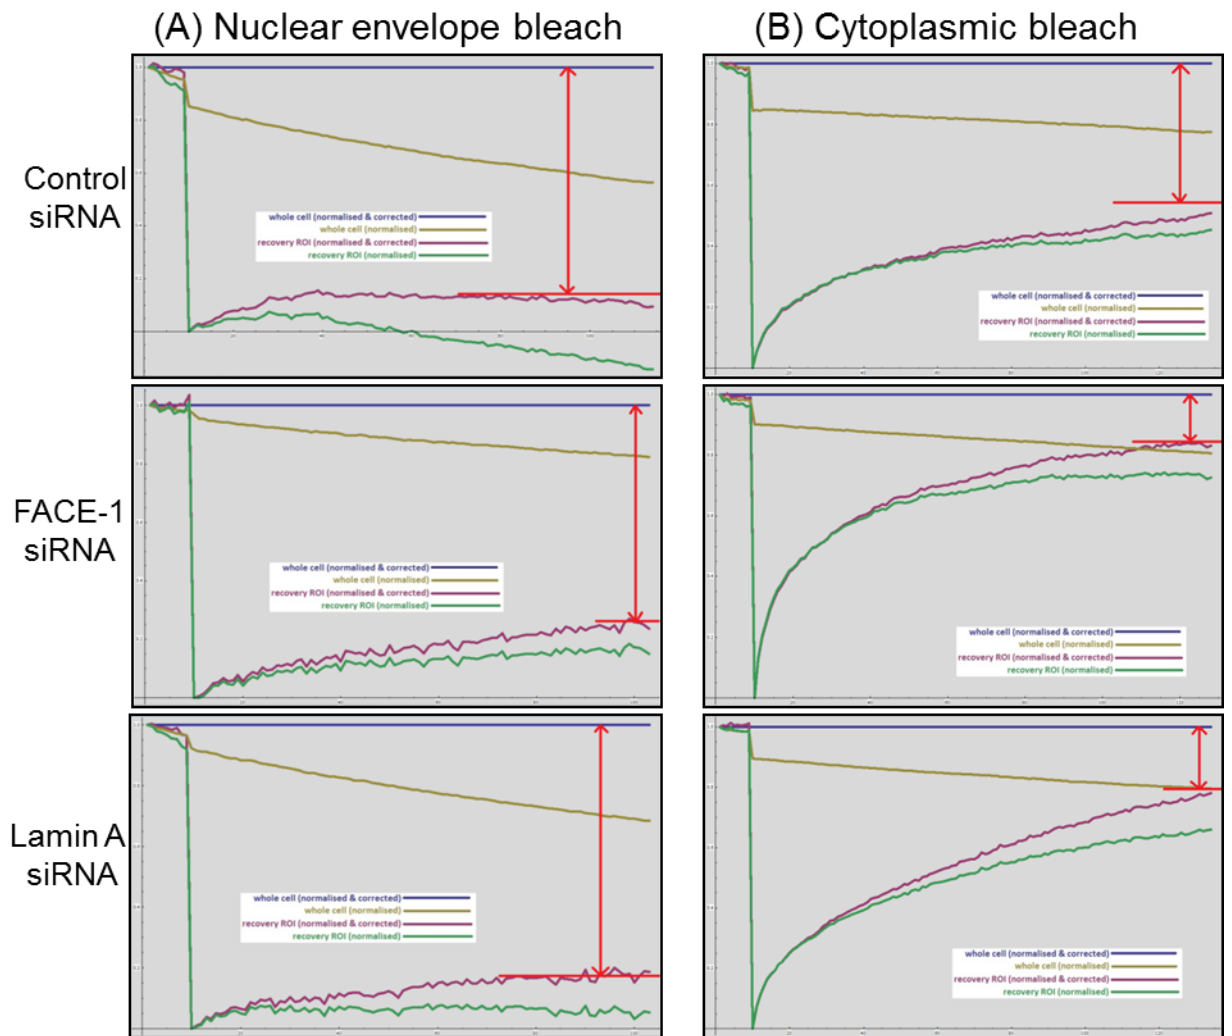 (A) Nuclear envelope bleach
(B) Cytoplasmic bleach
Control
siRNA
whole cell (normalised & corrected)
whole cell (normalised)
recovery ROI (normalised & corrected)
recovery ROI (normalised)
whole cell (normalised & corrected)
whole cell (normalised)
recovery ROI (normalised & corrected)
recovery ROI (normalised)
FACE-1
siRNA
whole cell (normalised & corrected)
whole cell (normalised)
recovery ROI (normalised & corrected)
recovery ROI (normalised)
whole cell (normalised & corrected)
whole cell (normalised)
recovery ROI (normalised & corrected)
recovery ROI (normalised)
Lamin A
siRNA
whole cell (normalised & corrected)
whole cell (normalised)
recovery ROI (normalised & corrected)
recovery ROI (normalised)
whole cell (normalised & corrected)
whole cell (normalised)
recovery ROI (normalised & corrected)
recovery ROI (normalised)